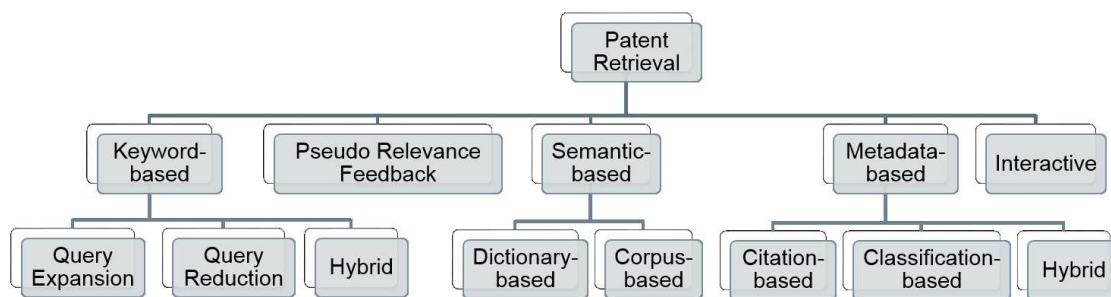 Patent
Retrieval
Keyword-
based
Pseudo Relevance
Feedback
Semantic-
based
Metadata-
based
Interactive
Query
Expansion
Query
Reduction
Hybrid
Dictionary-
based
Corpus-
based
Citation-
based
Classification-
based
Hybrid